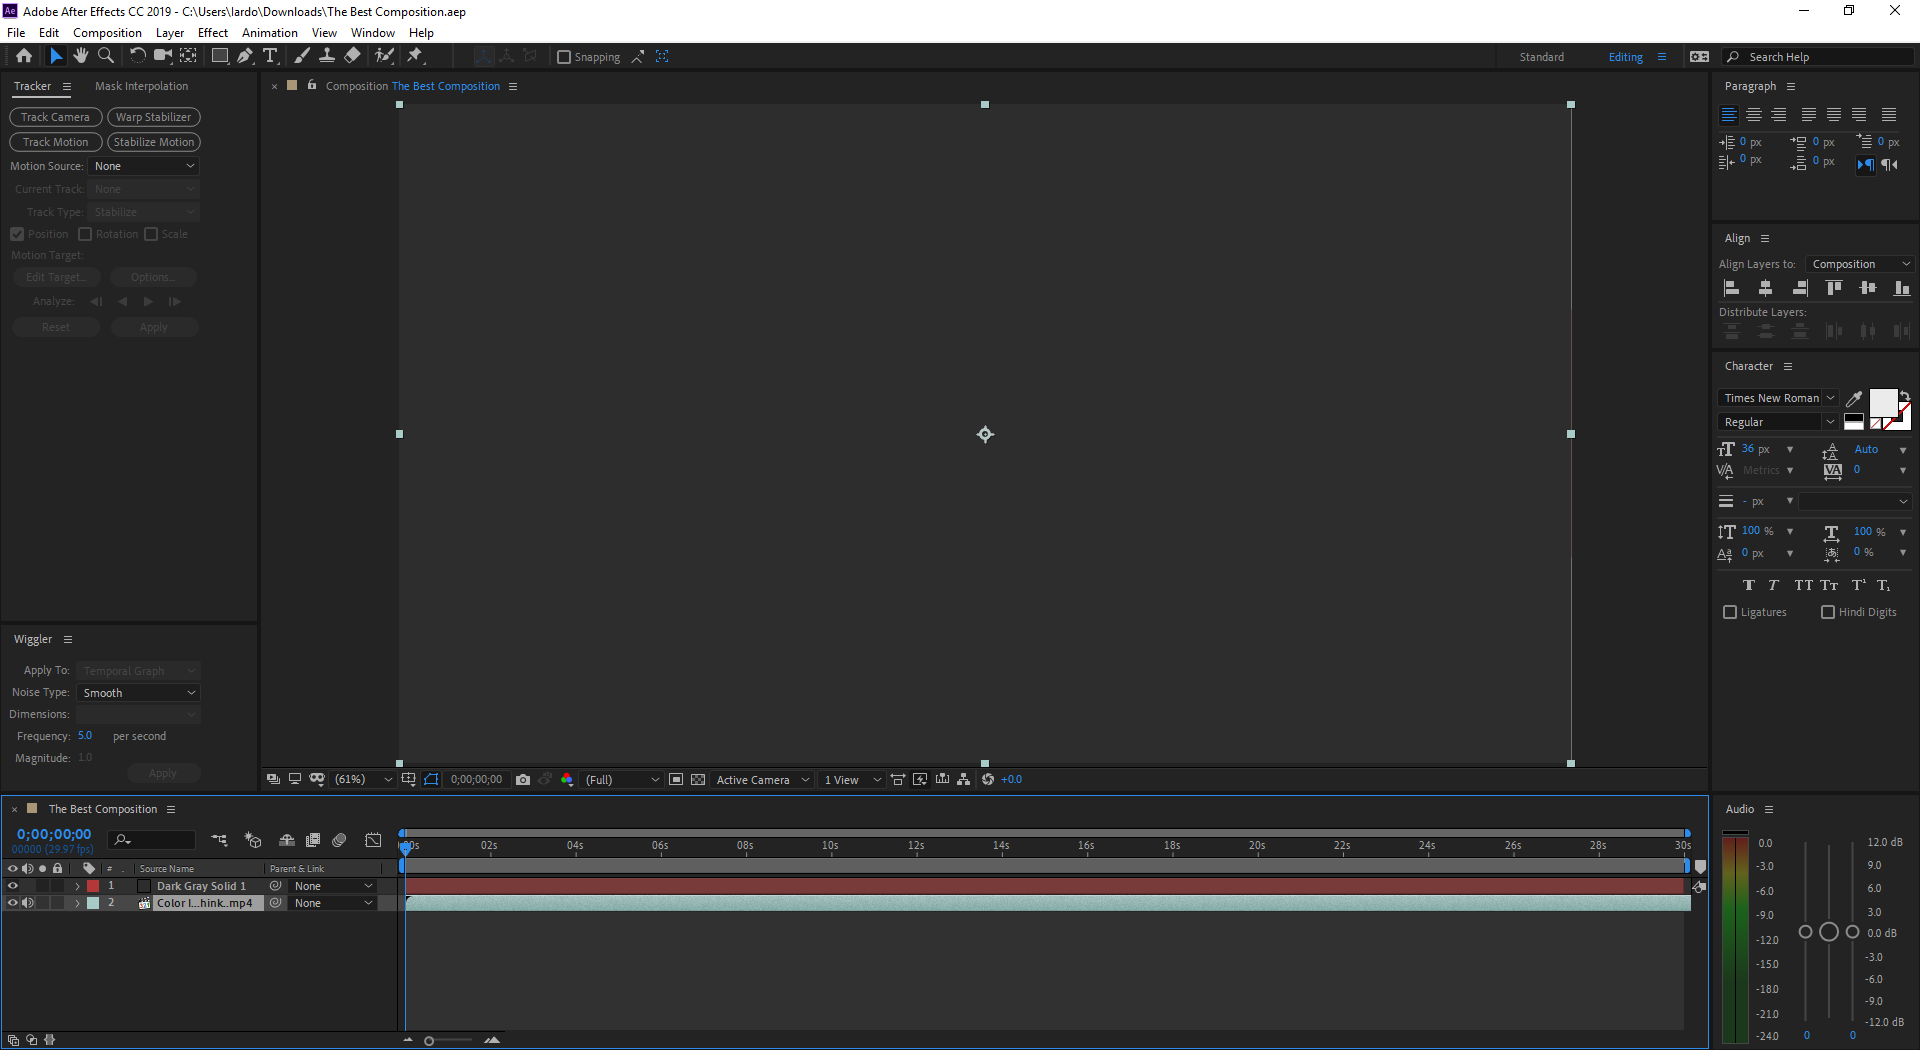 Adobe After Effects CC 2019 - C:\Users\lardo\Downloads\The Best Composition.aep
File Edit Composition Layer Effect Animation View Window Help
Snapping
Standard Editing Search Help
Tracker Mask Interpolation
Track Camera Warp Stabilizer
Track Motion Stabilize Motion
Motion Source: None
Current Track: None
Track Type: Stabilize
Position Rotation Scale
Motion Target:
Edit Target... Options...
Analyze:
Reset Apply
Wiggler
Apply To: Temporal Graph
Noise Type: Smooth
Dimensions:
Frequency: 5.0 per second
Magnitude: 1.0
Apply
Composition The Best Composition
(61%) 0;00;00;00 (Full) Active Camera 1 View +0.0
Paragraph
0 px 0 px 0 px
0 px 0 px
Align
Align Layers to: Composition
Distribute Layers:
Character
Times New Roman
Regular
36 px Auto
Metrics 0
- px
100 % 100 %
0 px 0 %
T T TT Tt T¹ T₁
Ligatures Hindi Digits
The Best Composition
0;00;00;00
00000 (29.97 fps)
00s 02s 04s 06s 08s 10s 12s 14s 16s 18s 20s 22s 24s 26s 28s 30s
# . Source Name Parent & Link
1 Dark Gray Solid 1 None
2 Color I...hink..mp4 None
Audio
0.0 12.0 dB
-3.0 9.0
-6.0 6.0
-9.0 3.0
-12.0 0.0 dB
-15.0 -3.0
-18.0 -6.0
-21.0 -9.0
-24.0 -12.0 dB
0 0